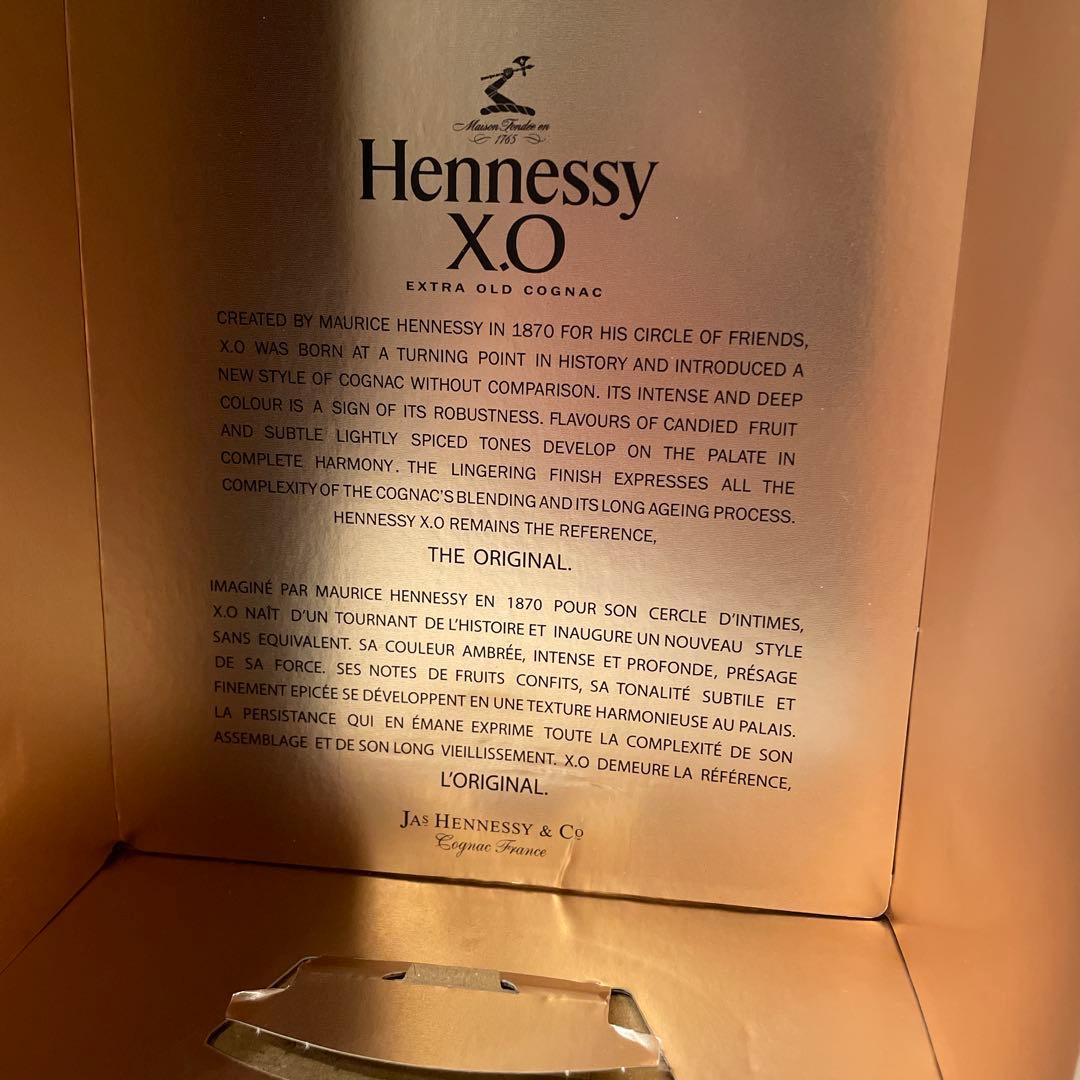 Maison Fondée en
1765
Hennessy
X.O
EXTRA OLD COGNAC
CREATED BY MAURICE HENNESSY IN 1870 FOR HIS CIRCLE OF FRIENDS,
X.O WAS BORN AT A TURNING POINT IN HISTORY AND INTRODUCED A
NEW STYLE OF COGNAC WITHOUT COMPARISON. ITS INTENSE AND DEEP
COLOUR IS A SIGN OF ITS ROBUSTNESS. FLAVOURS OF CANDIED FRUIT
AND SUBTLE LIGHTLY SPICED TONES DEVELOP ON THE PALATE IN
COMPLETE HARMONY. THE LINGERING FINISH EXPRESSES ALL THE
COMPLEXITY OF THE COGNAC'S BLENDING AND ITS LONG AGEING PROCESS.
HENNESSY X.O REMAINS THE REFERENCE,
THE ORIGINAL.
IMAGINÉ PAR MAURICE HENNESSY EN 1870 POUR SON CERCLE D'INTIMES,
X.O NAÎT D'UN TOURNANT DE L'HISTOIRE ET INAUGURE UN NOUVEAU STYLE
SANS EQUIVALENT. SA COULEUR AMBRÉE, INTENSE ET PROFONDE, PRÉSAGE
DE SA FORCE. SES NOTES DE FRUITS CONFITS, SA TONALITÉ SUBTILE ET
FINEMENT EPICÉE SE DÉVELOPPENT EN UNE TEXTURE HARMONIEUSE AU PALAIS.
LA PERSISTANCE QUI EN ÉMANE EXPRIME TOUTE LA COMPLEXITÉ DE SON
ASSEMBLAGE ET DE SON LONG VIEILLISSEMENT. X.O DEMEURE LA RÉFÉRENCE,
L'ORIGINAL.
JAS HENNESSY & CO
Cognac France